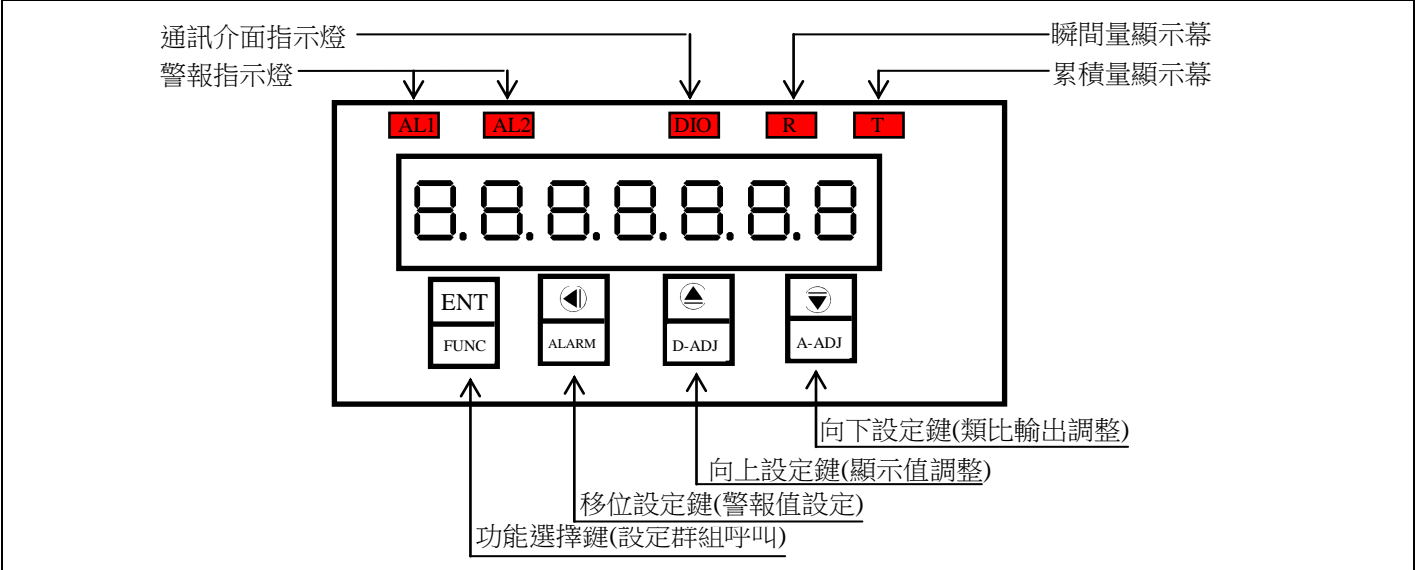 通訊介面指示燈
瞬間量顯示幕
警報指示燈
累積量顯示幕
AL1 AL2 DIO R T
8.8.8.8.8.8.8
ENT
FUNC ALARM D-ADJ A-ADJ
向下設定鍵(類比輸出調整)
向上設定鍵(顯示值調整)
移位設定鍵(警報值設定)
功能選擇鍵(設定群組呼叫)